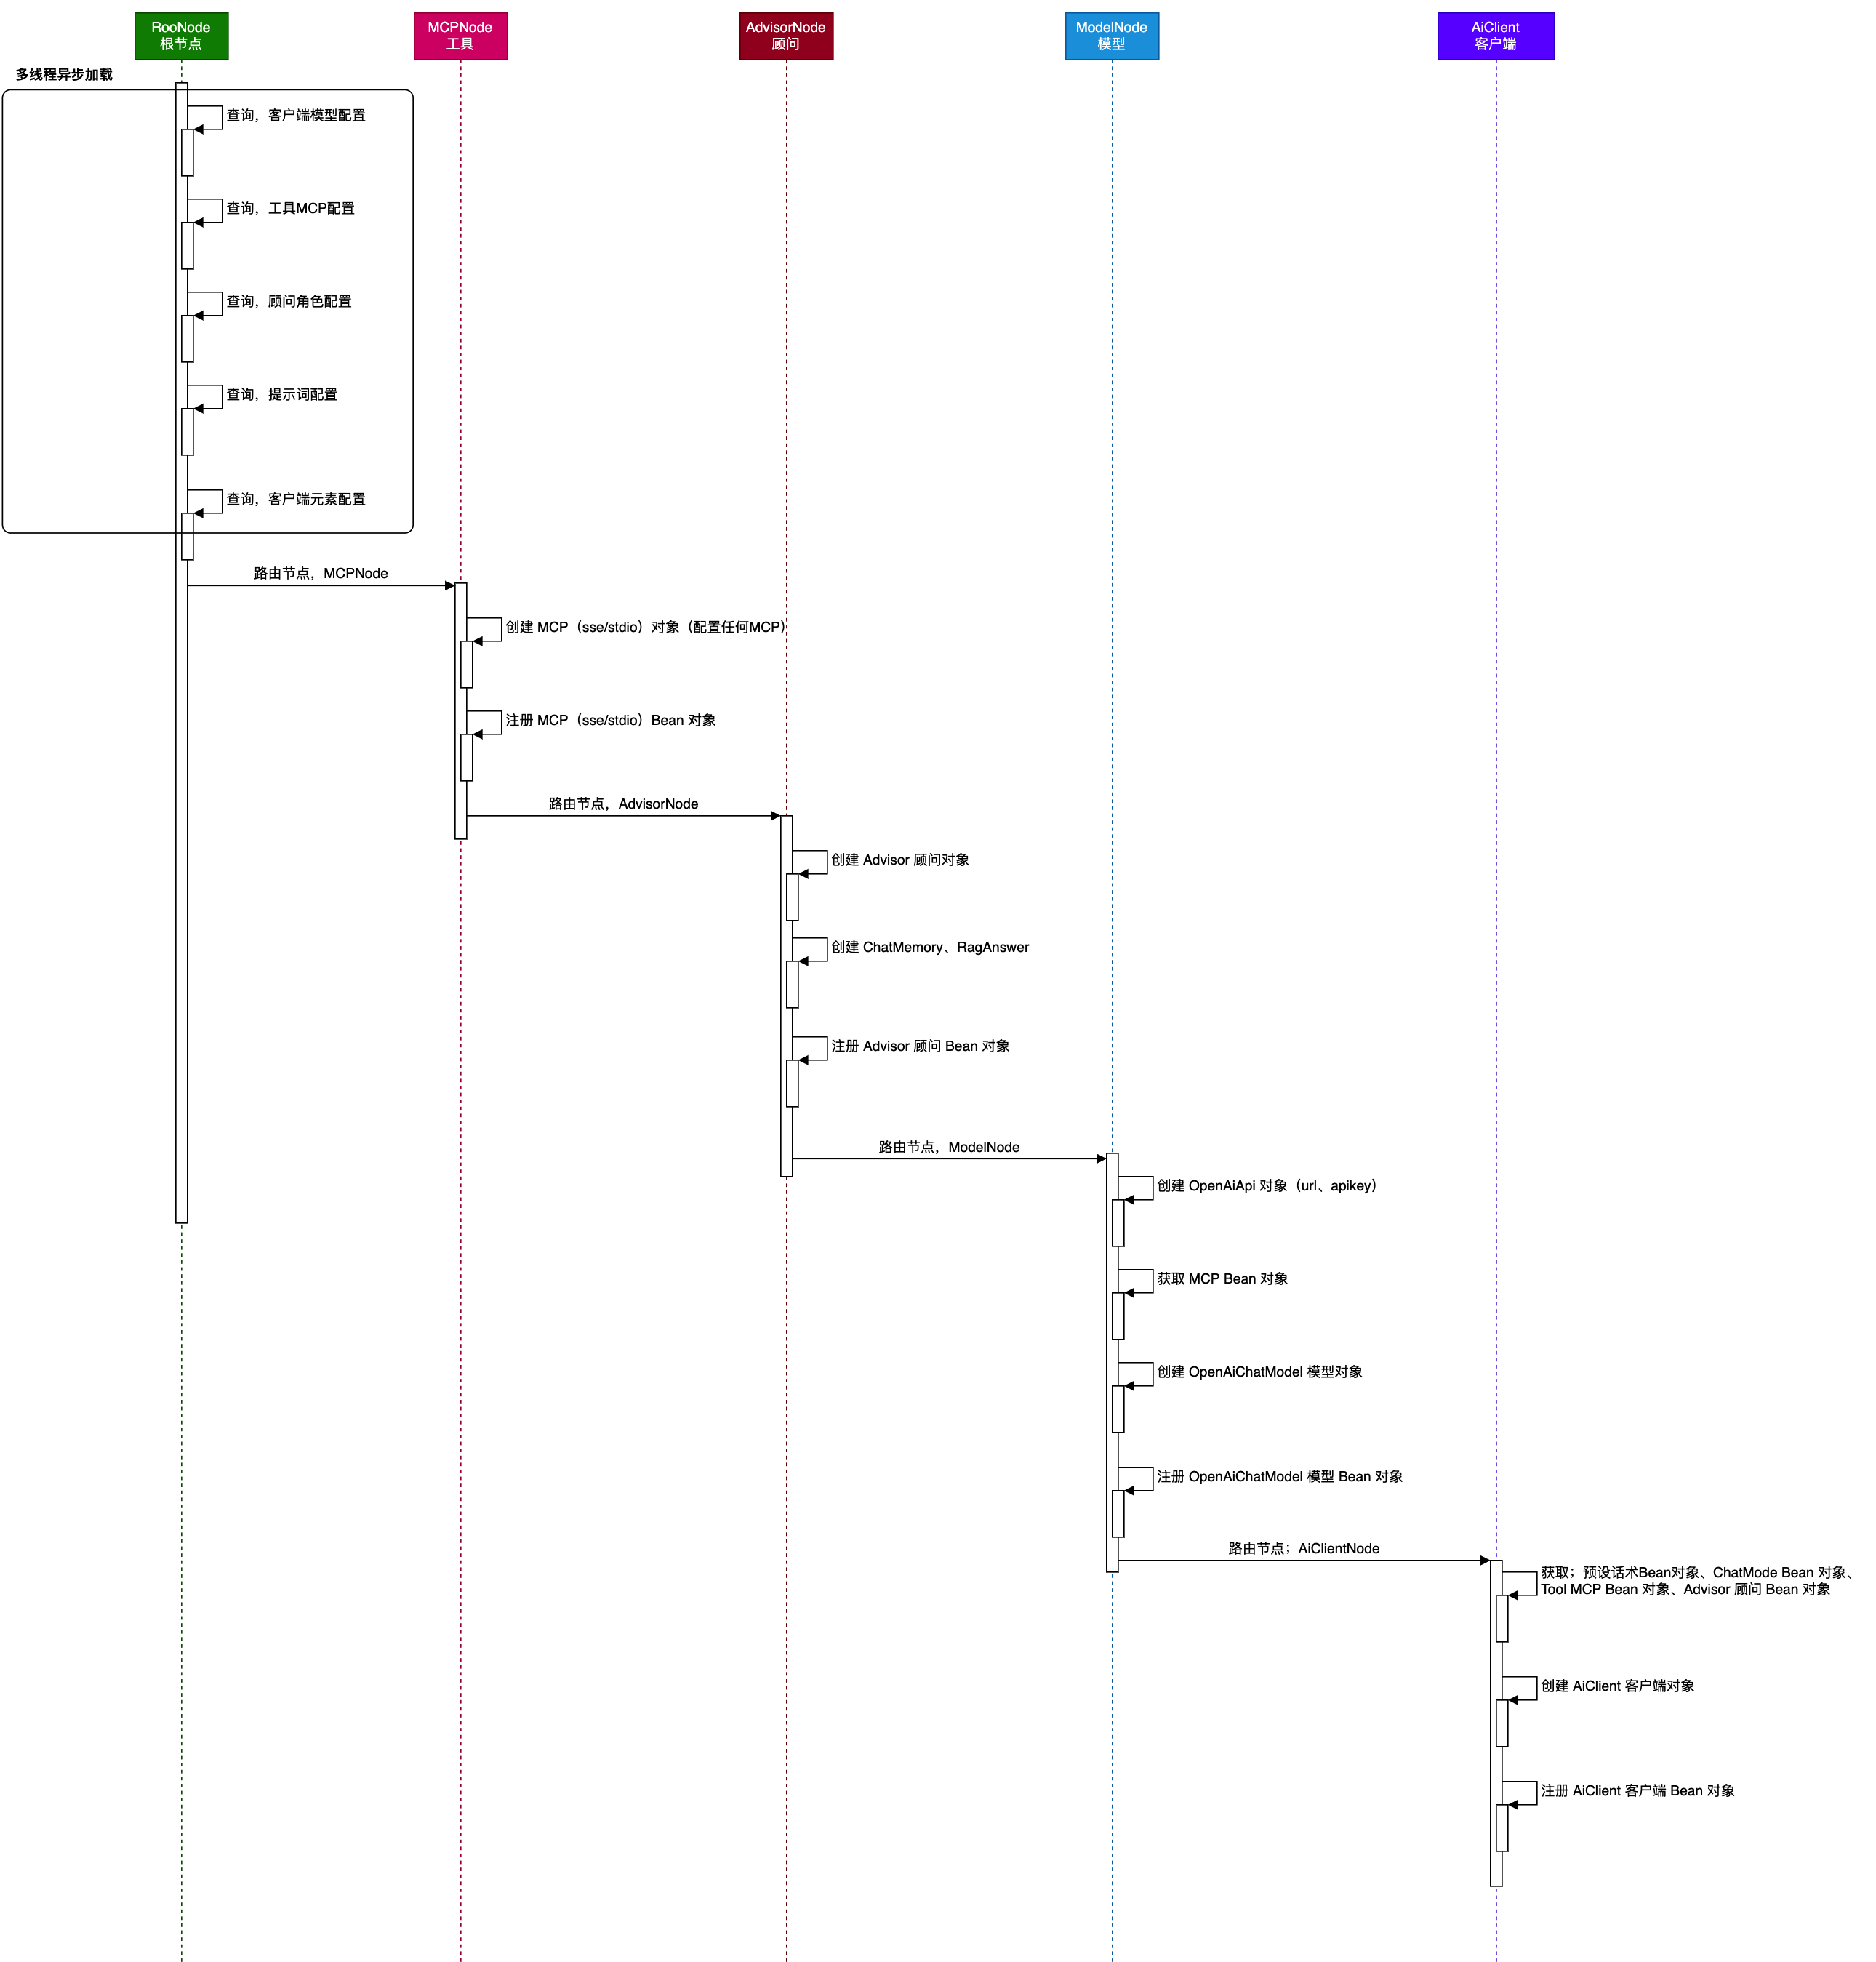 RooNode
根节点
MCPNode
工具
AdvisorNode
顾问
ModelNode
模型
AiClient
客户端
多线程异步加载
查询，客户端模型配置
查询，工具MCP配置
查询，顾问角色配置
查询，提示词配置
查询，客户端元素配置
路由节点，MCPNode
创建 MCP（sse/stdio）对象（配置任何MCP）
注册 MCP（sse/stdio）Bean 对象
路由节点，AdvisorNode
创建 Advisor 顾问对象
创建 ChatMemory、RagAnswer
注册 Advisor 顾问 Bean 对象
路由节点，ModelNode
创建 OpenAiApi 对象（url、apikey）
获取 MCP Bean 对象
创建 OpenAiChatModel 模型对象
注册 OpenAiChatModel 模型 Bean 对象
路由节点；AiClientNode
获取；预设话术Bean对象、ChatMode Bean 对象、
Tool MCP Bean 对象、Advisor 顾问 Bean 对象
创建 AiClient 客户端对象
注册 AiClient 客户端 Bean 对象